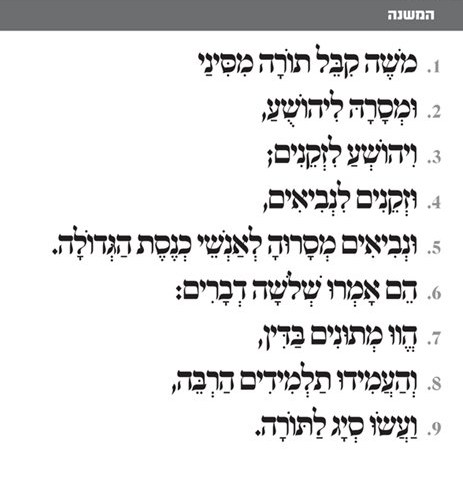 המשנה
1. מֹשֶׁה קִבֵּל תּוֹרָה מִסִּינַי
2. וּמְסָרָהּ לִיהוֹשֻׁעַ,
3. וִיהוֹשֻׁעַ לִזְקֵנִים;
4. וּזְקֵנִים לִנְבִיאִים,
5. וּנְבִיאִים מְסָרוּהָ לְאַנְשֵׁי כְנֶסֶת הַגְּדוֹלָה.
6. הֵם אָמְרוּ שְׁלֹשָׁה דְבָרִים:
7. הֱווּ מְתוּנִים בַּדִּין,
8. וְהַעֲמִידוּ תַלְמִידִים הַרְבֵּה,
9. וַעֲשׂוּ סְיָג לַתּוֹרָה.